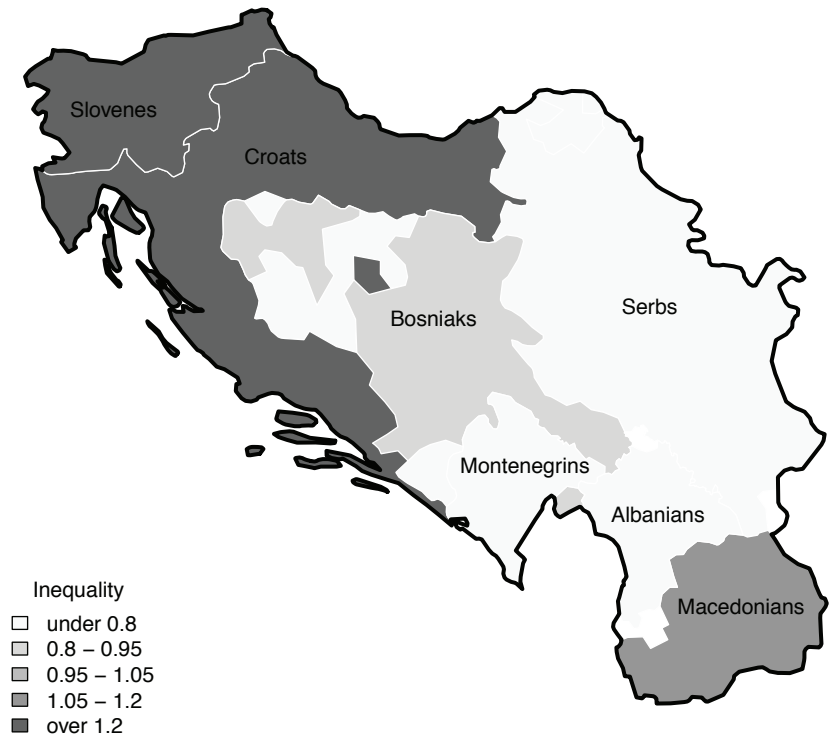 Slovenes
Croats
Bosniaks
Serbs
Montenegrins
Albanians
Macedonians
Inequality
under 0.8
0.8 − 0.95
0.95 − 1.05
1.05 − 1.2
over 1.2